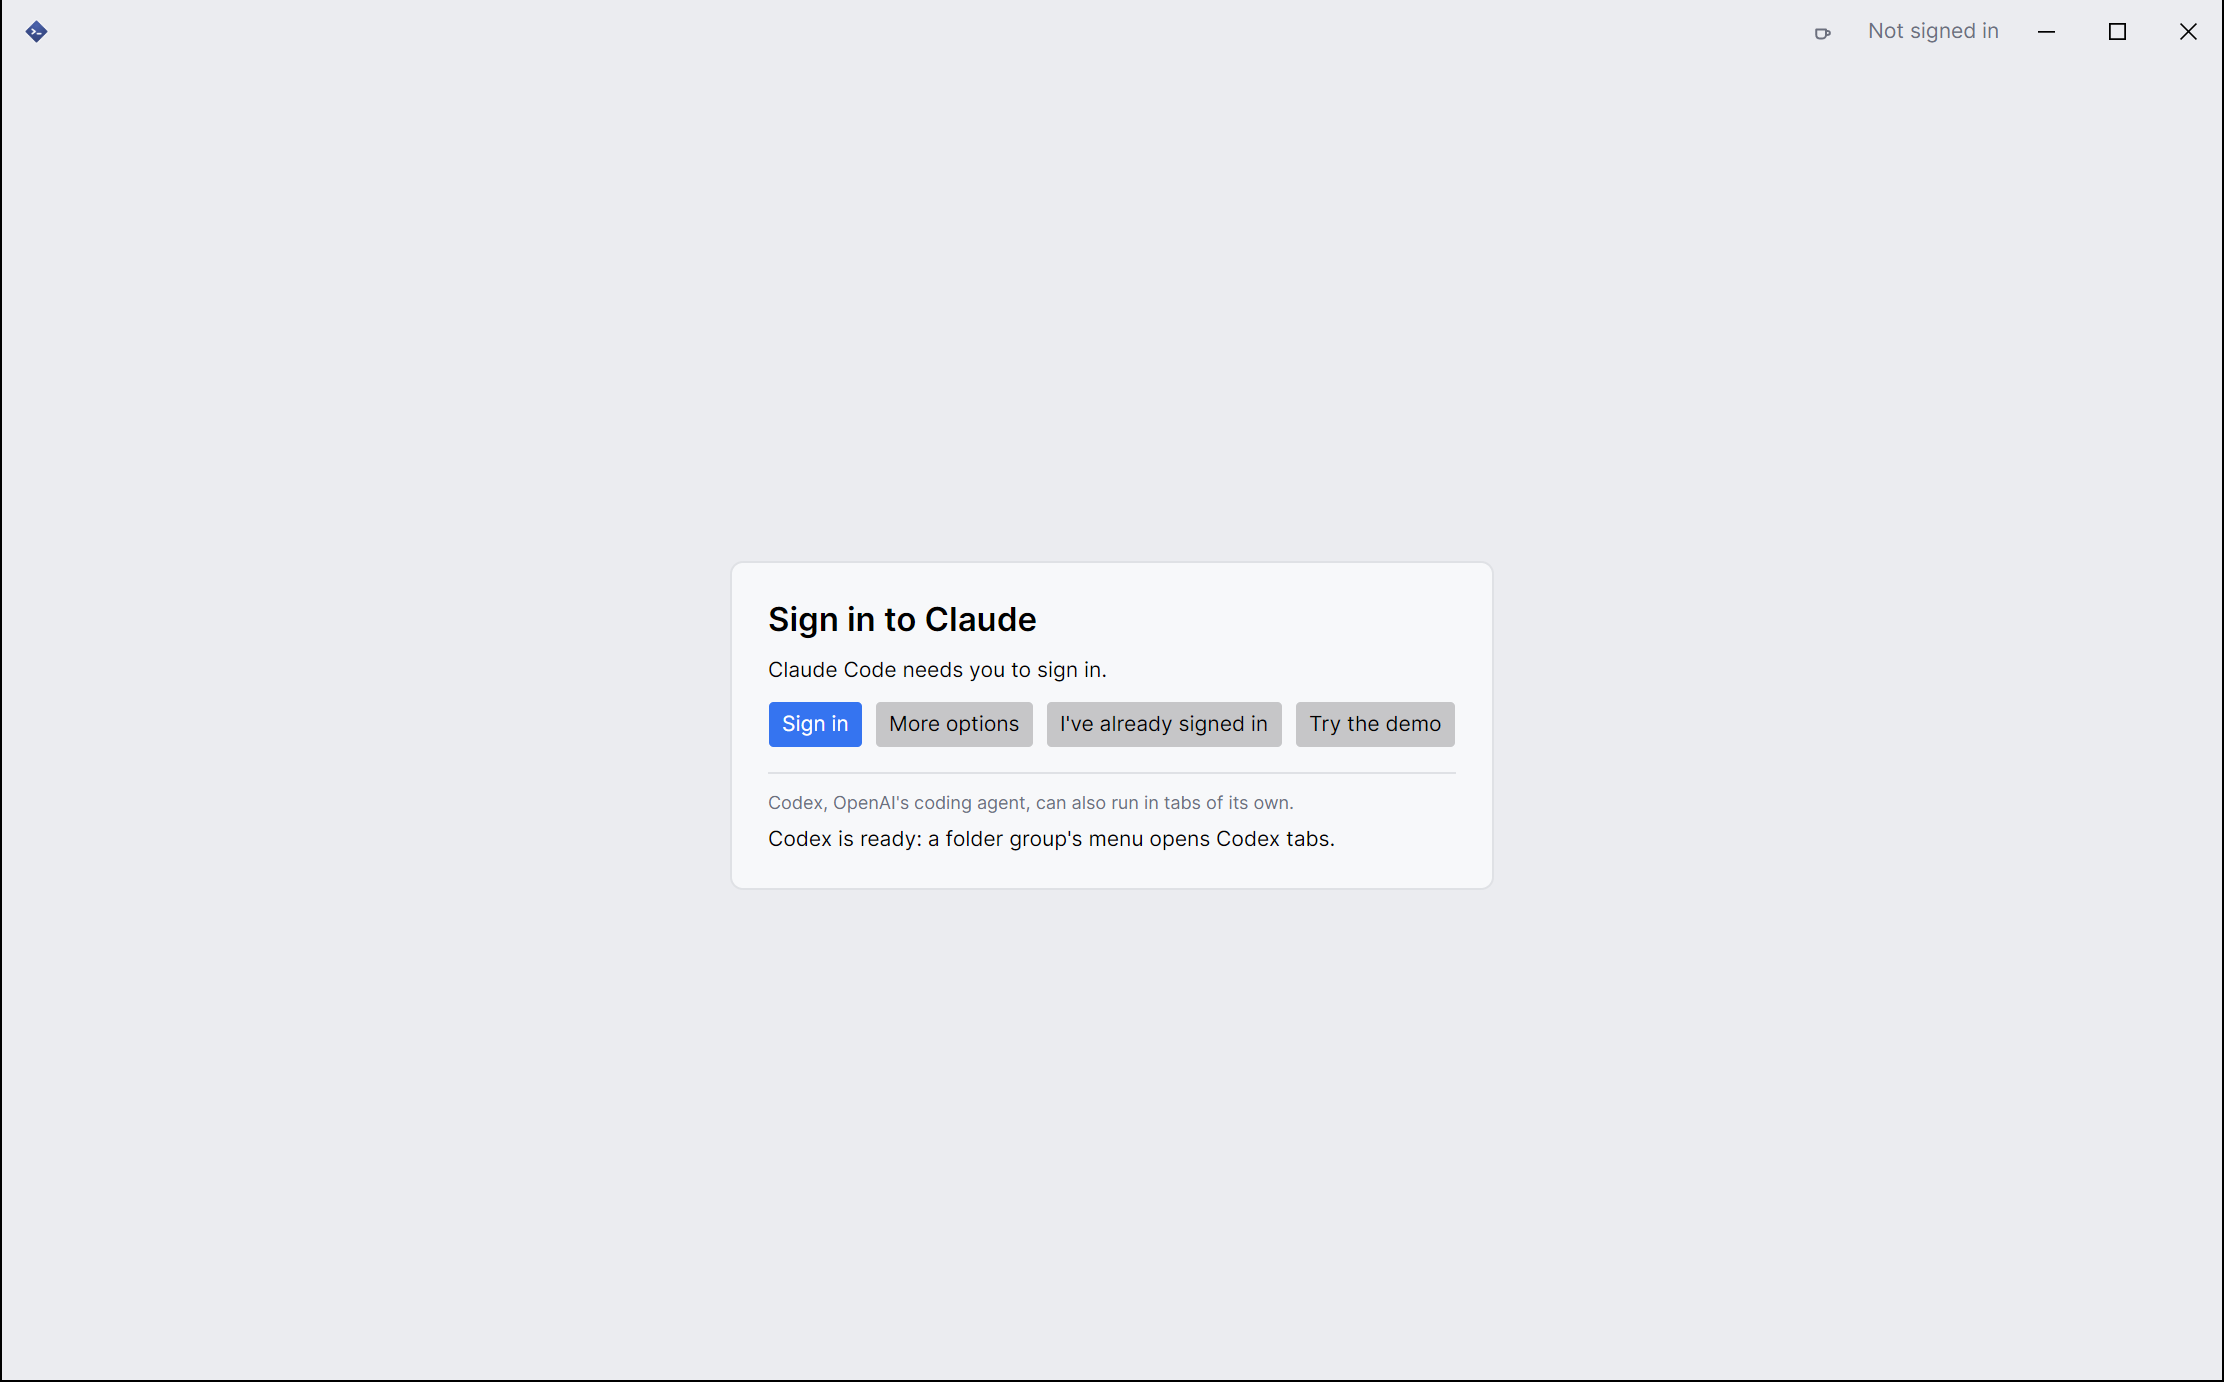 Not signed in
Sign in to Claude
Claude Code needs you to sign in.
Sign in
More options
I've already signed in
Try the demo
Codex, OpenAI's coding agent, can also run in tabs of its own.
Codex is ready: a folder group's menu opens Codex tabs.